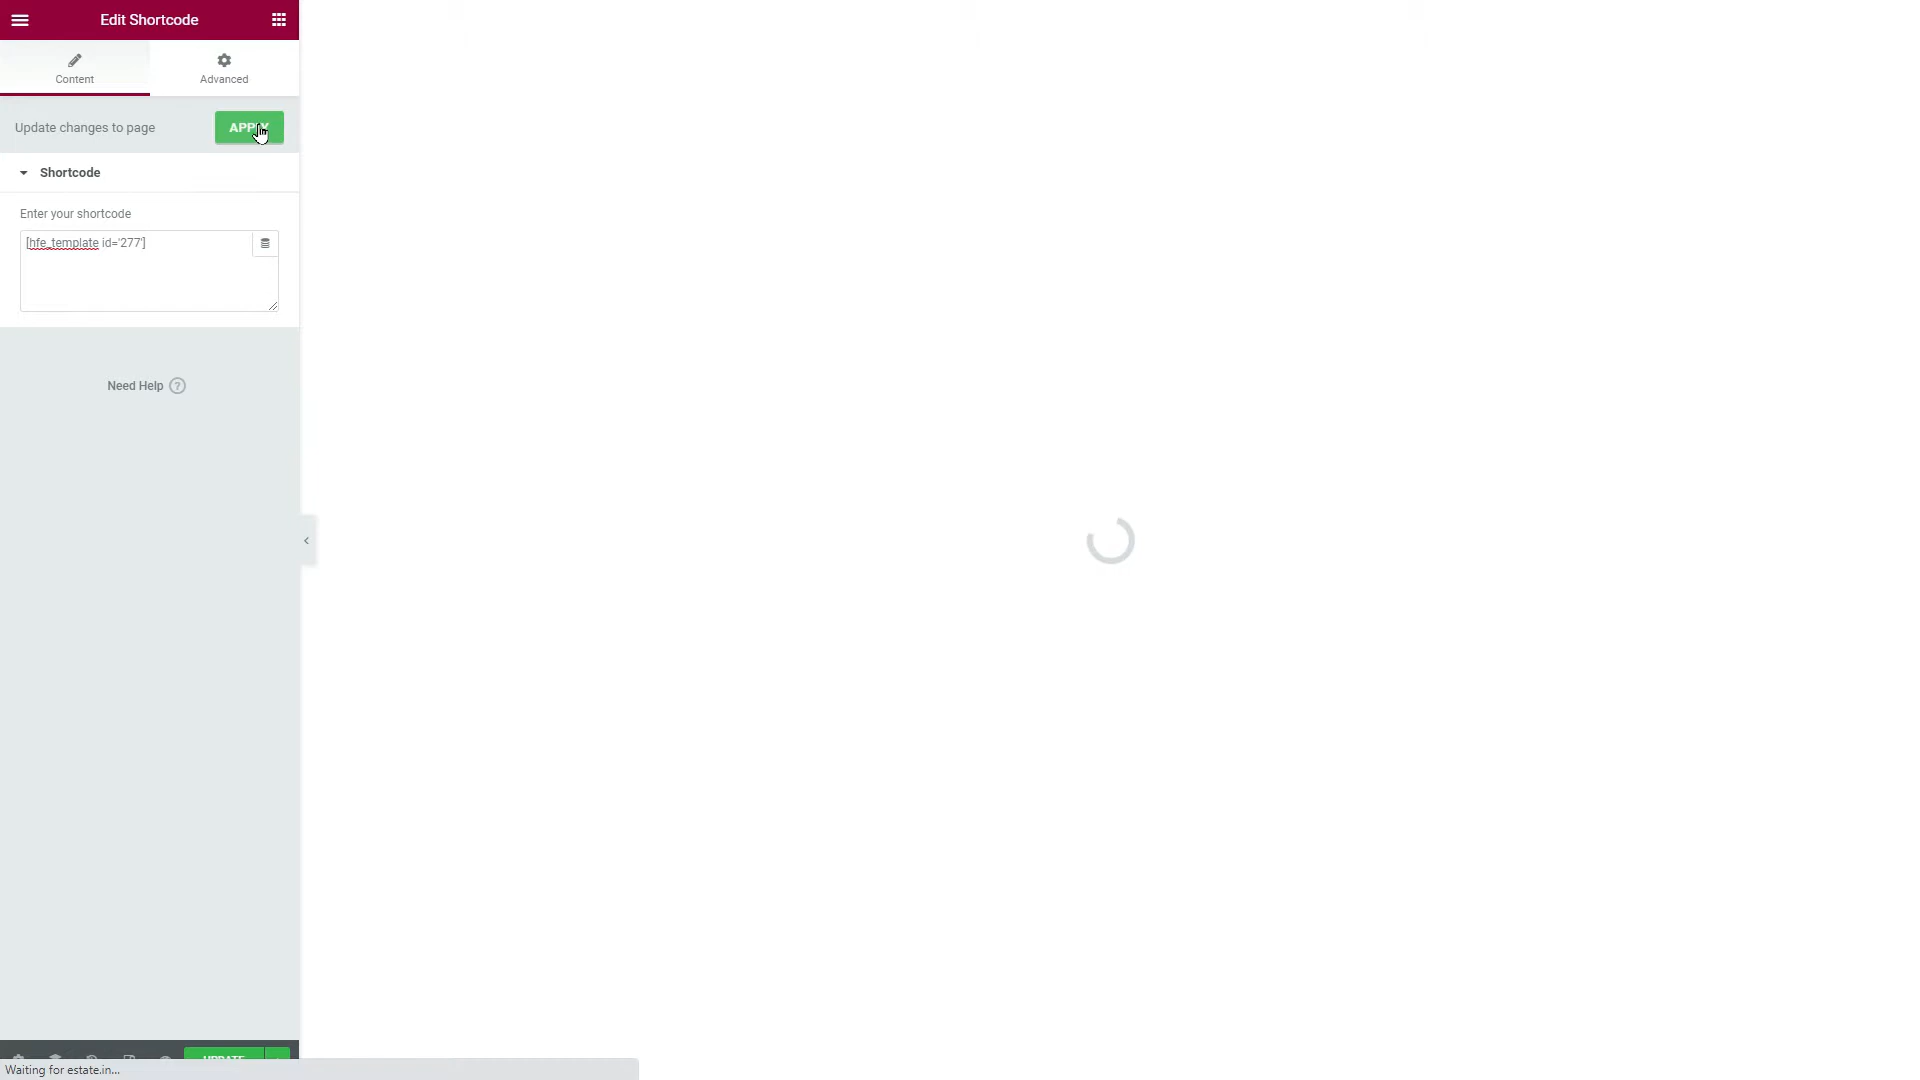 Edit Shortcode
Content
Advanced
Update changes to page
APPLY
Shortcode
Enter your shortcode
[hfe_template id='277']
Need Help
UPDATE
Waiting for estate.in...